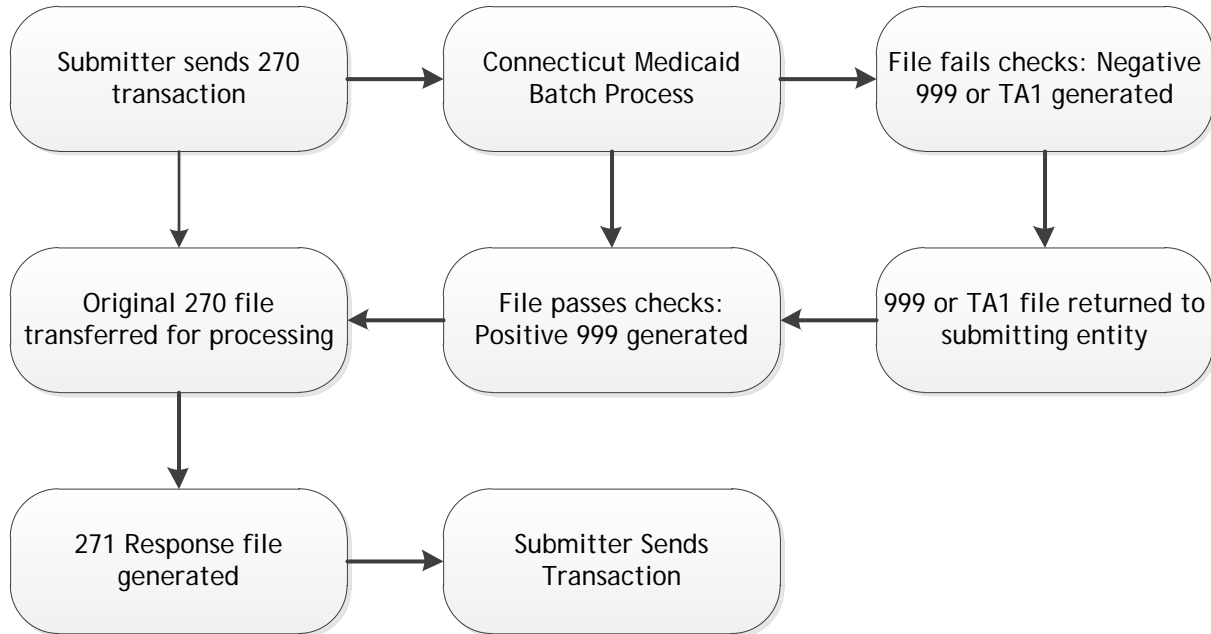 Submitter sends 270
transaction
Connecticut Medicaid
Batch Process
File fails checks: Negative
999 or TA1 generated
Original 270 file
transferred for processing
File passes checks:
Positive 999 generated
999 or TA1 file returned to
submitting entity
271 Response file
generated
Submitter Sends
Transaction